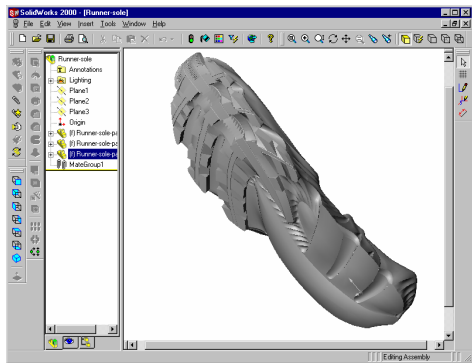 SolidWorks 2000 - [Runner-sole]
File Edit View Insert Tools Window Help
Runner-sole
Annotations
Lighting
Plane1
Plane2
Plane3
Origin
(f) Runner-sole-pa
(f) Runner-sole-pa
(f) Runner-sole-pa
MateGroup1
Editing Assembly